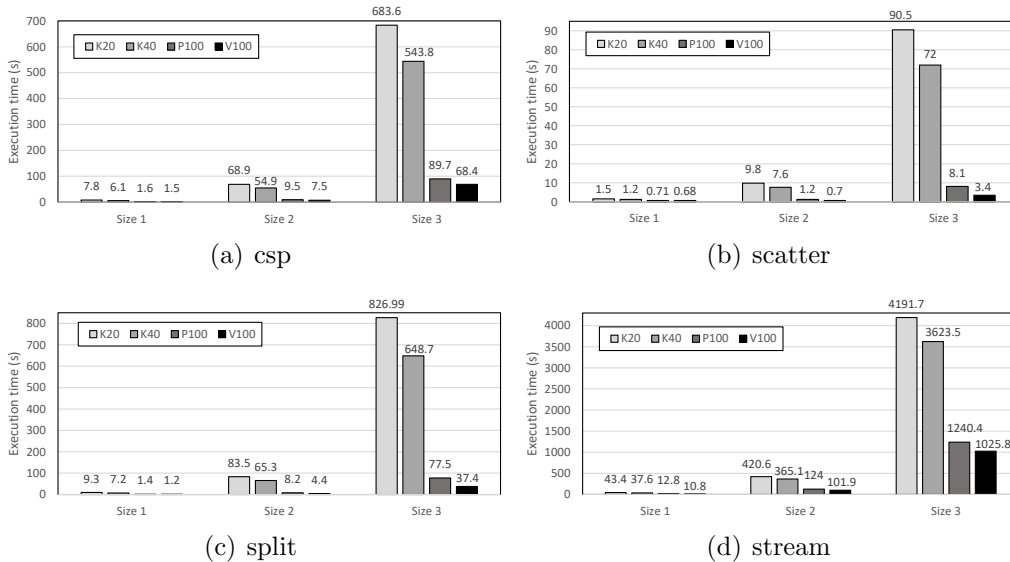 683.6
700
K20 K40 P100 V100
600
543.8
500
400
300
200
100
0
Execution time (s)
7.8 6.1 1.6 1.5
68.9 54.9 9.5 7.5
89.7 68.4
Size 1 Size 2 Size 3
(a) csp
90.5
90
K20 K40 P100 V100
80
72
70
60
50
40
30
20
10
0
Execution time (s)
1.5 1.2 0.71 0.68
9.8 7.6 1.2 0.7
8.1 3.4
Size 1 Size 2 Size 3
(b) scatter
826.99
800
K20 K40 P100 V100
700
648.7
600
500
400
300
200
100
0
Execution time (s)
9.3 7.2 1.4 1.2
83.5 65.3 8.2 4.4
77.5 37.4
Size 1 Size 2 Size 3
(c) split
4191.7
4000
K20 K40 P100 V100
3623.5
3500
3000
2500
2000
1500
1000
500
0
Execution time (s)
43.4 37.6 12.8 10.8
420.6 365.1 124 101.9
1240.4 1025.8
Size 1 Size 2 Size 3
(d) stream